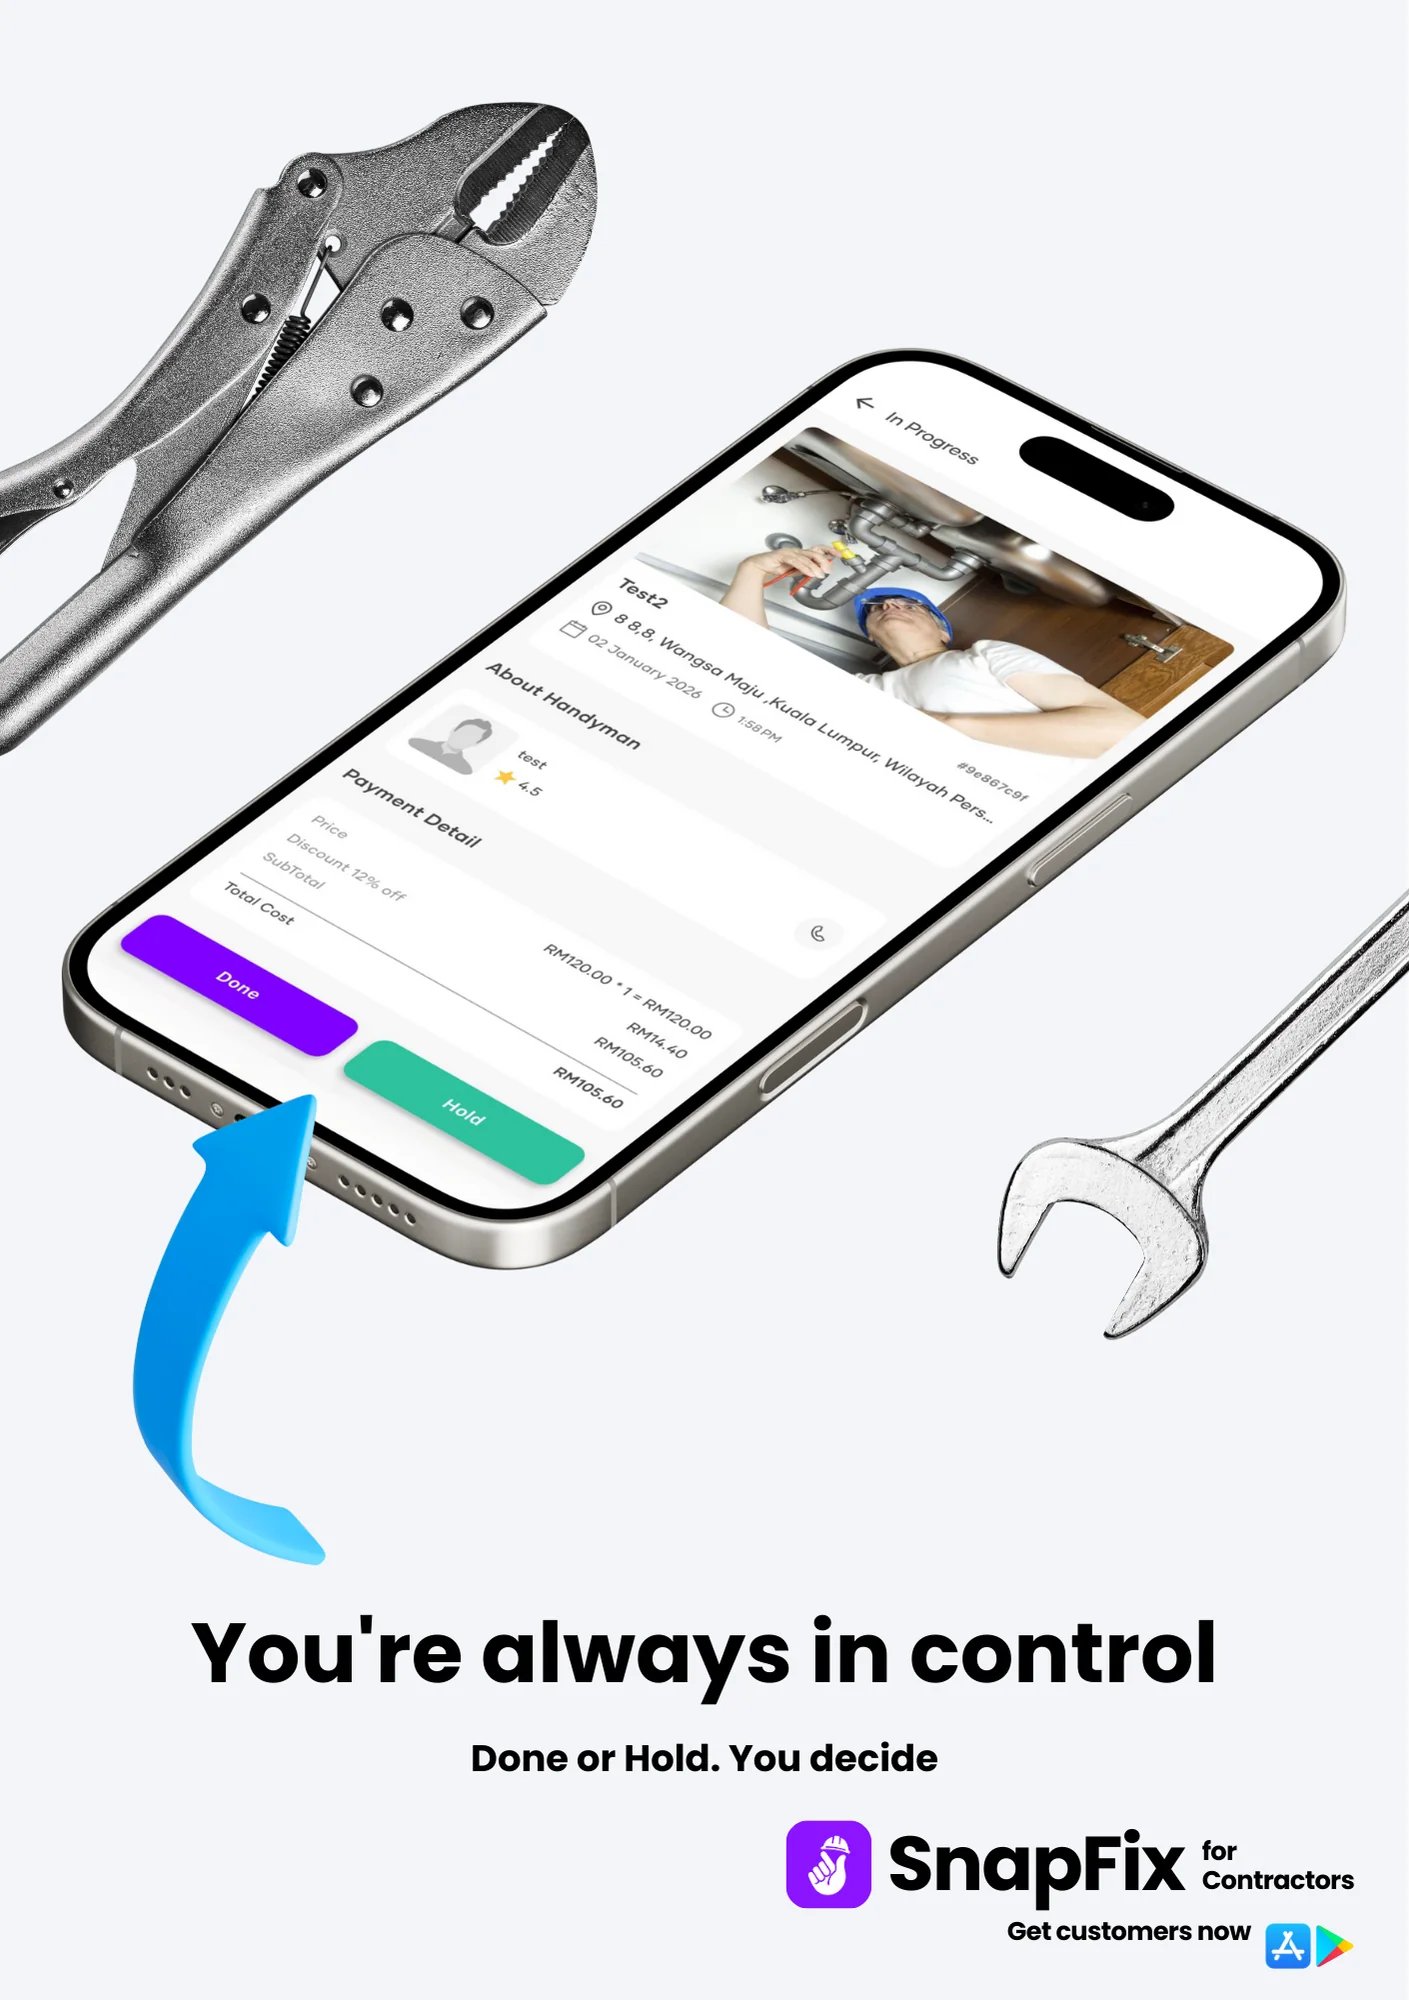 In Progress
Test2
#9e867c9f
8 8,8, Wangsa Maju ,Kuala Lumpur, Wilayah Pers...
02 January 2026 1:58 PM
About Handyman
test
4.5
Payment Detail
Price RM120.00 * 1 = RM120.00
Discount 12% off RM14.40
SubTotal RM105.60
Total Cost RM105.60
Done Hold
You're always in control
Done or Hold. You decide
SnapFix for
Contractors
Get customers now